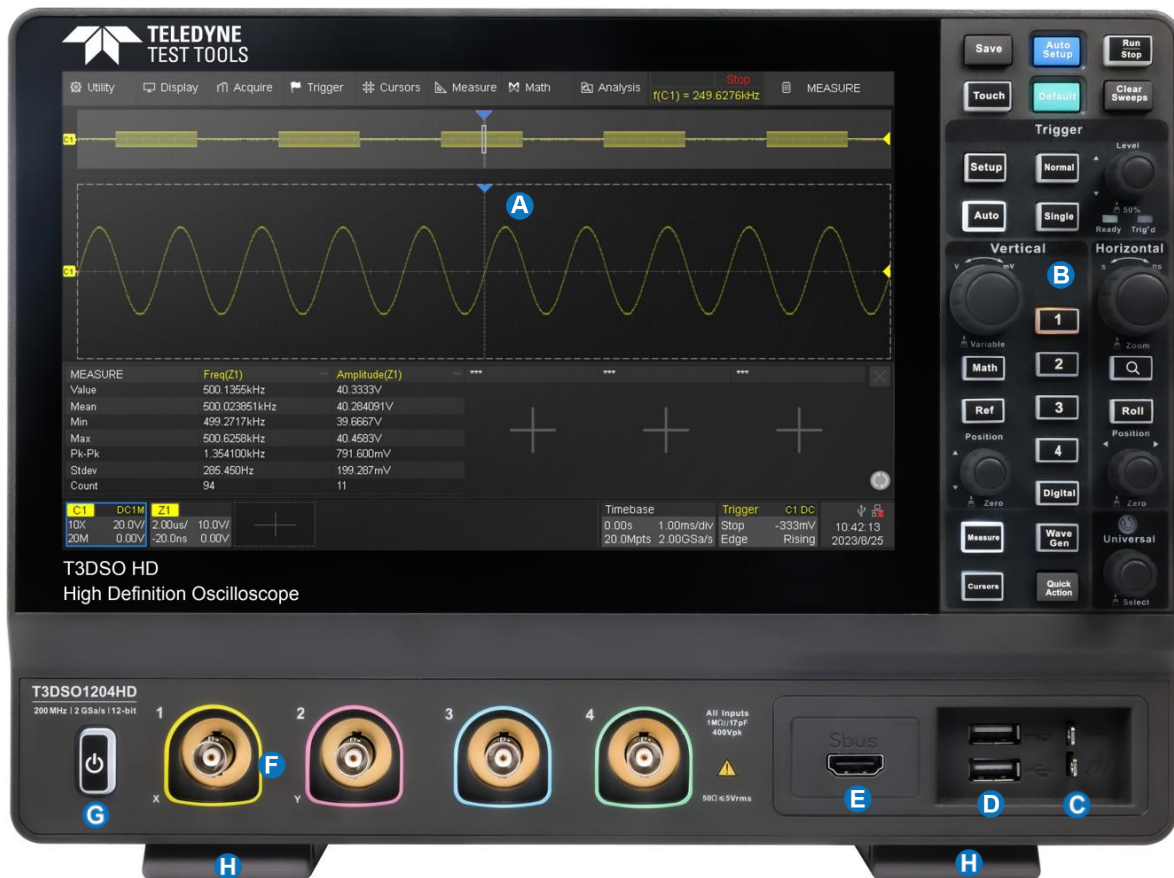 TELEDYNE
TEST TOOLS
Utility Display Acquire Trigger Cursors Measure Math Analysis Stop f(C1) = 249.6276kHz MEASURE
C1
A
C1
MEASURE Freq(Z1) Amplitude(Z1) *** *** ***
Value 500.1355kHz 40.3333V
Mean 500.023851kHz 40.284091V
Min 499.2717kHz 39.6667V
Max 500.6258kHz 40.4583V
Pk-Pk 1.354100kHz 791.600mV
Stdev 285.450Hz 199.287mV
Count 94 11
C1 DC1M Z1 Timebase Trigger C1 DC
10X 20.0V/ 2.00us/ 10.0V/ 0.00s 1.00ms/div Stop -333mV 10:42:13
20M 0.00V -20.0ns 0.00V 20.0Mpts 2.00GSa/s Edge Rising 2023/8/25
T3DSO HD
High Definition Oscilloscope
Save Auto Setup Run Stop
Touch Default Clear Sweeps
Trigger
Level
Setup Normal
50%
Auto Single
Ready Trig'd
Vertical Horizontal
B
V mV s ns
1
Variable Zoom
Math 2
Ref 3 Roll
Position Position
4
Zero Digital Zero
Measure Wave Gen Universal
Cursors Quick Action
Select
T3DSO1204HD
200 MHz | 2 GSa/s | 12-bit
1 2 3 4
All Inputs
1MΩ//17pF
400Vpk
Sbus
F
X Y
50Ω≤5Vrms
G E D C
H H